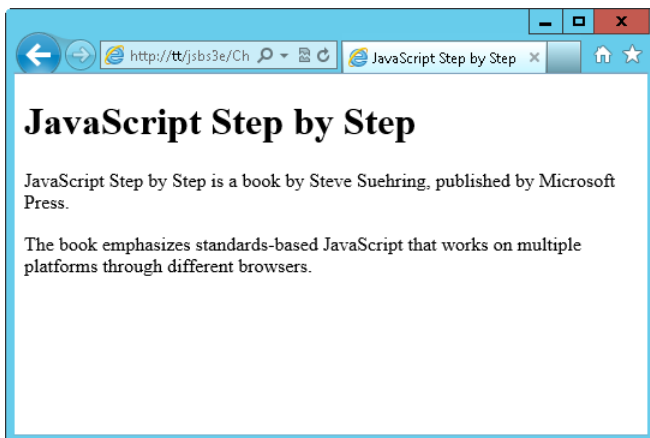 http://tt/jsbs3e/Ch
JavaScript Step by Step
JavaScript Step by Step
JavaScript Step by Step is a book by Steve Suehring, published by Microsoft
Press.
The book emphasizes standards-based JavaScript that works on multiple
platforms through different browsers.